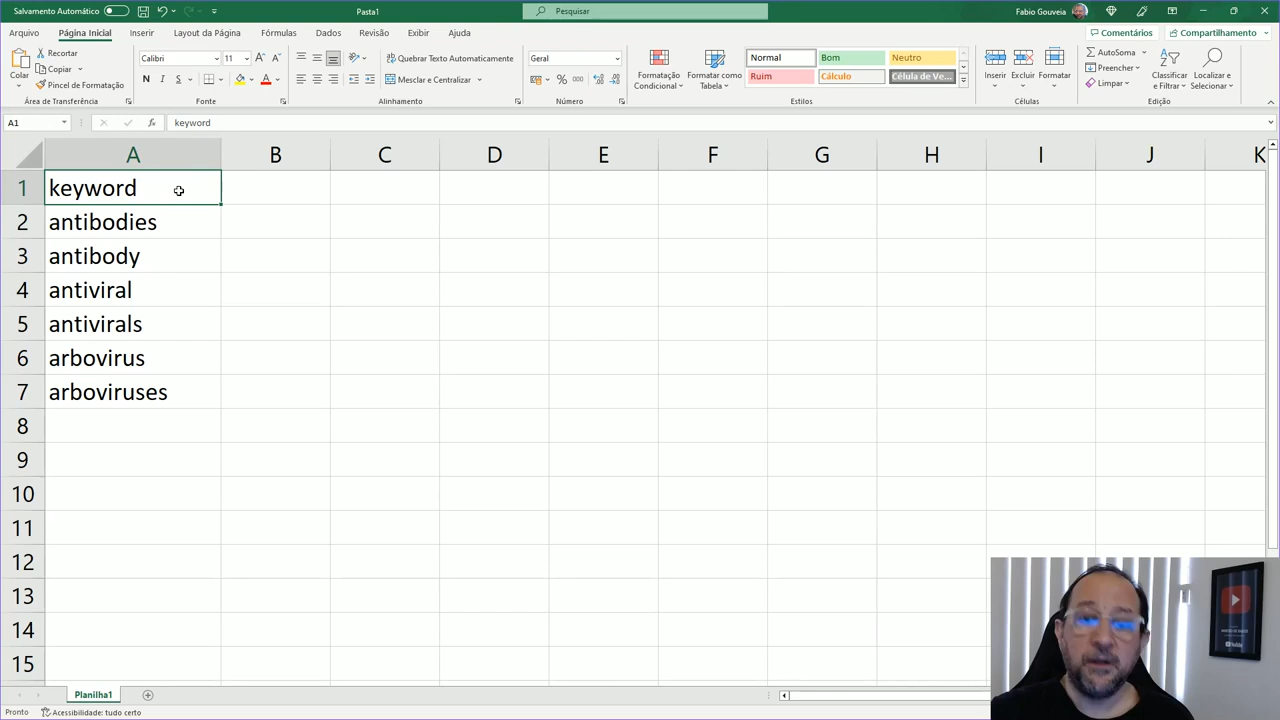 Salvamento Automático
Pasta1
Pesquisar
Fabio Gouveia
Arquivo
Página Inicial
Inserir
Layout da Página
Fórmulas
Dados
Revisão
Exibir
Ajuda
Comentários
Compartilhamento
Colar
Recortar
Copiar
Pincel de Formatação
Área de Transferência
Calibri
11
N
I
S
Fonte
Quebrar Texto Automaticamente
Mesclar e Centralizar
Alinhamento
Geral
%
000
Número
Formatação Condicional
Formatar como Tabela
Normal
Bom
Neutro
Ruim
Cálculo
Célula de Ve...
Estilos
Inserir
Excluir
Formatar
Células
AutoSoma
Preencher
Limpar
Classificar e Filtrar
Localizar e Selecionar
Edição
A1
fx
keyword
A B C D E F G H I J K
1 keyword
2 antibodies
3 antibody
4 antiviral
5 antivirals
6 arbovirus
7 arboviruses
8
9
10
11
12
13
14
15
Planilha1
Pronto
Acessibilidade: tudo certo